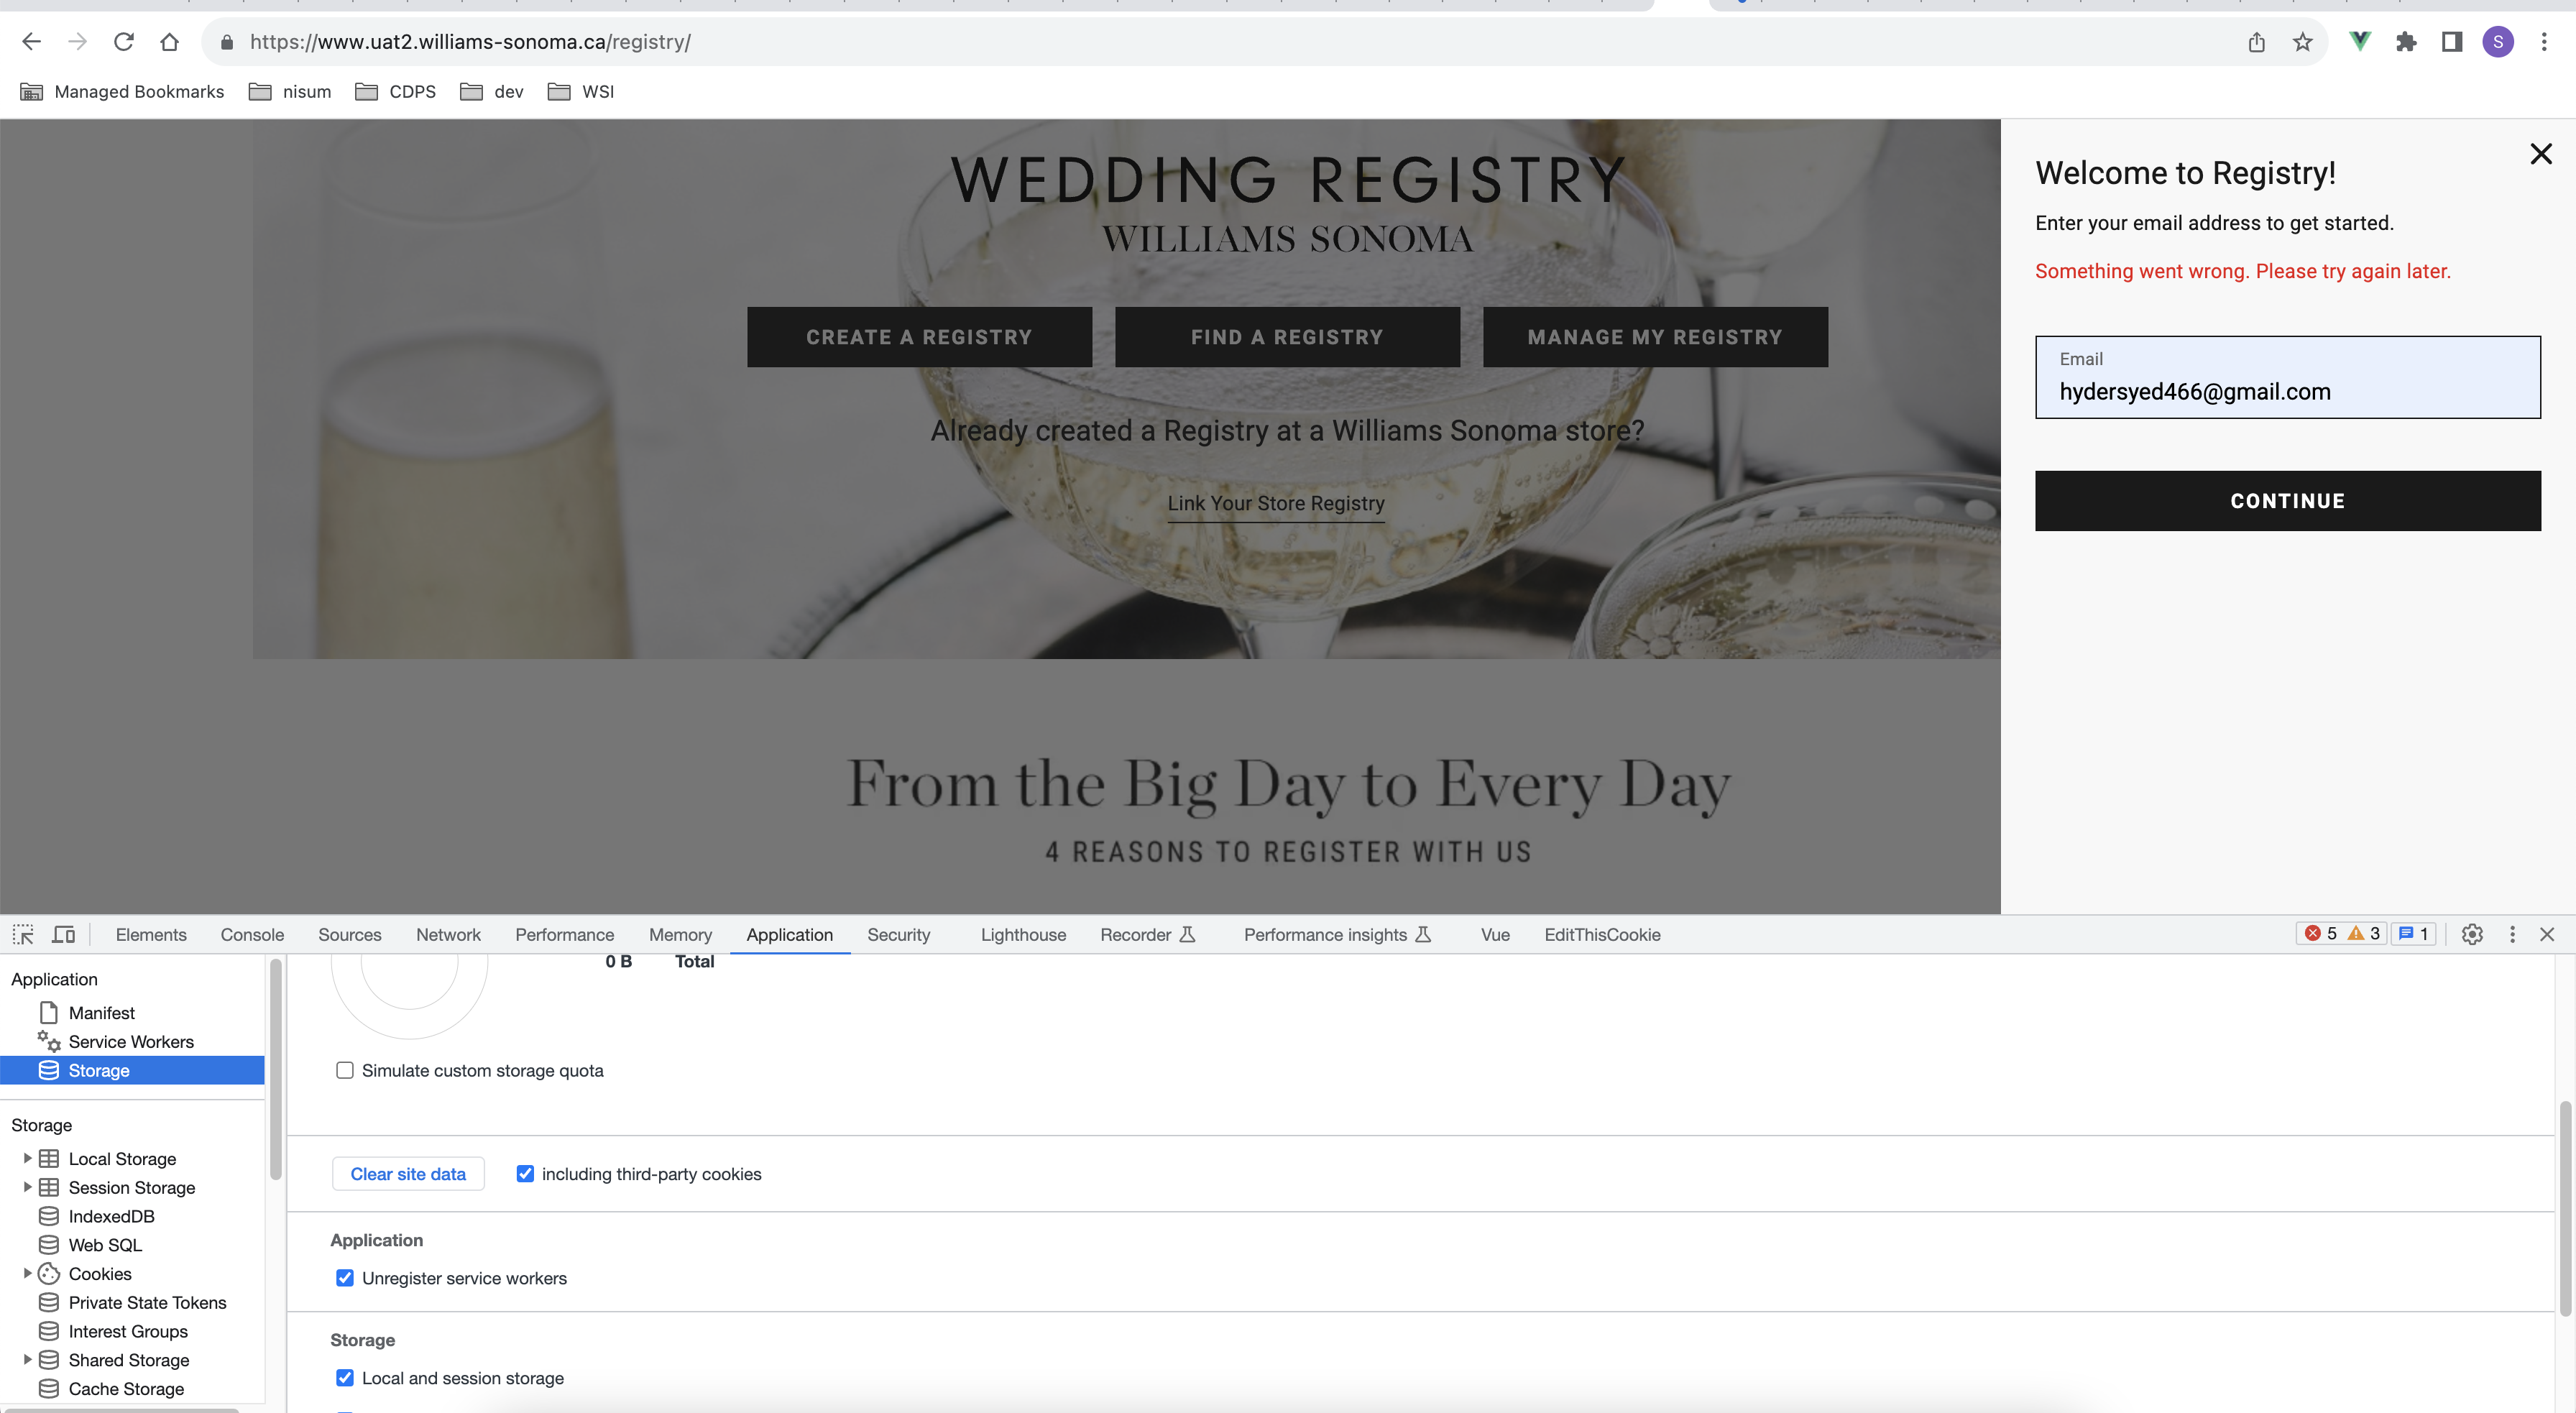 https://www.uat2.williams-sonoma.ca/registry/
S
Managed Bookmarks nisum CDPS dev WSI
WEDDING REGISTRY
WILLIAMS SONOMA
CREATE A REGISTRY FIND A REGISTRY MANAGE MY REGISTRY
Already created a Registry at a Williams Sonoma store?
Link Your Store Registry
From the Big Day to Every Day
4 REASONS TO REGISTER WITH US
Welcome to Registry!
Enter your email address to get started.
Something went wrong. Please try again later.
Email
hydersyed466@gmail.com
CONTINUE
Elements Console Sources Network Performance Memory Application Security Lighthouse Recorder Performance insights Vue EditThisCookie 5 3 1
Application
Manifest
Service Workers
Storage
Storage
Local Storage
Session Storage
IndexedDB
Web SQL
Cookies
Private State Tokens
Interest Groups
Shared Storage
Cache Storage
0 B Total
Simulate custom storage quota
Clear site data including third-party cookies
Application
Unregister service workers
Storage
Local and session storage